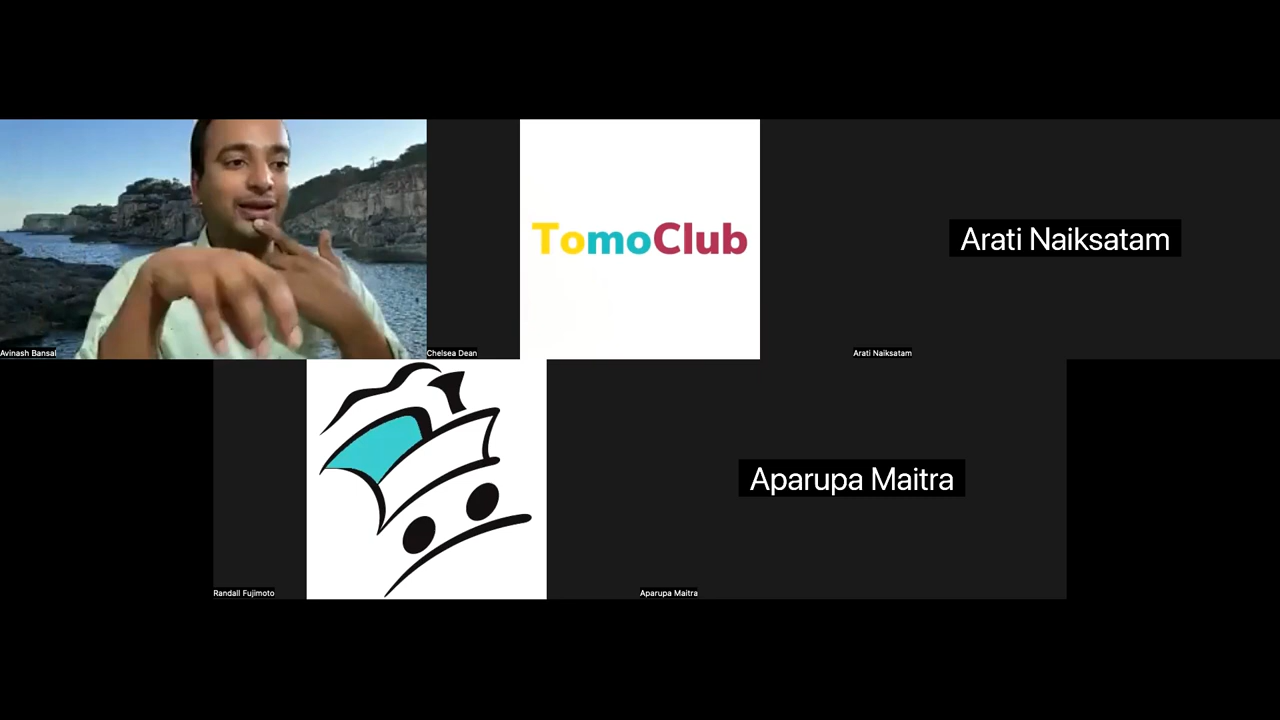 TomoClub
Arati Naiksatam
Avinash Bansal
Chelsea Dean
Arati Naiksatam
Aparupa Maitra
Randall Fujimoto
Aparupa Maitra